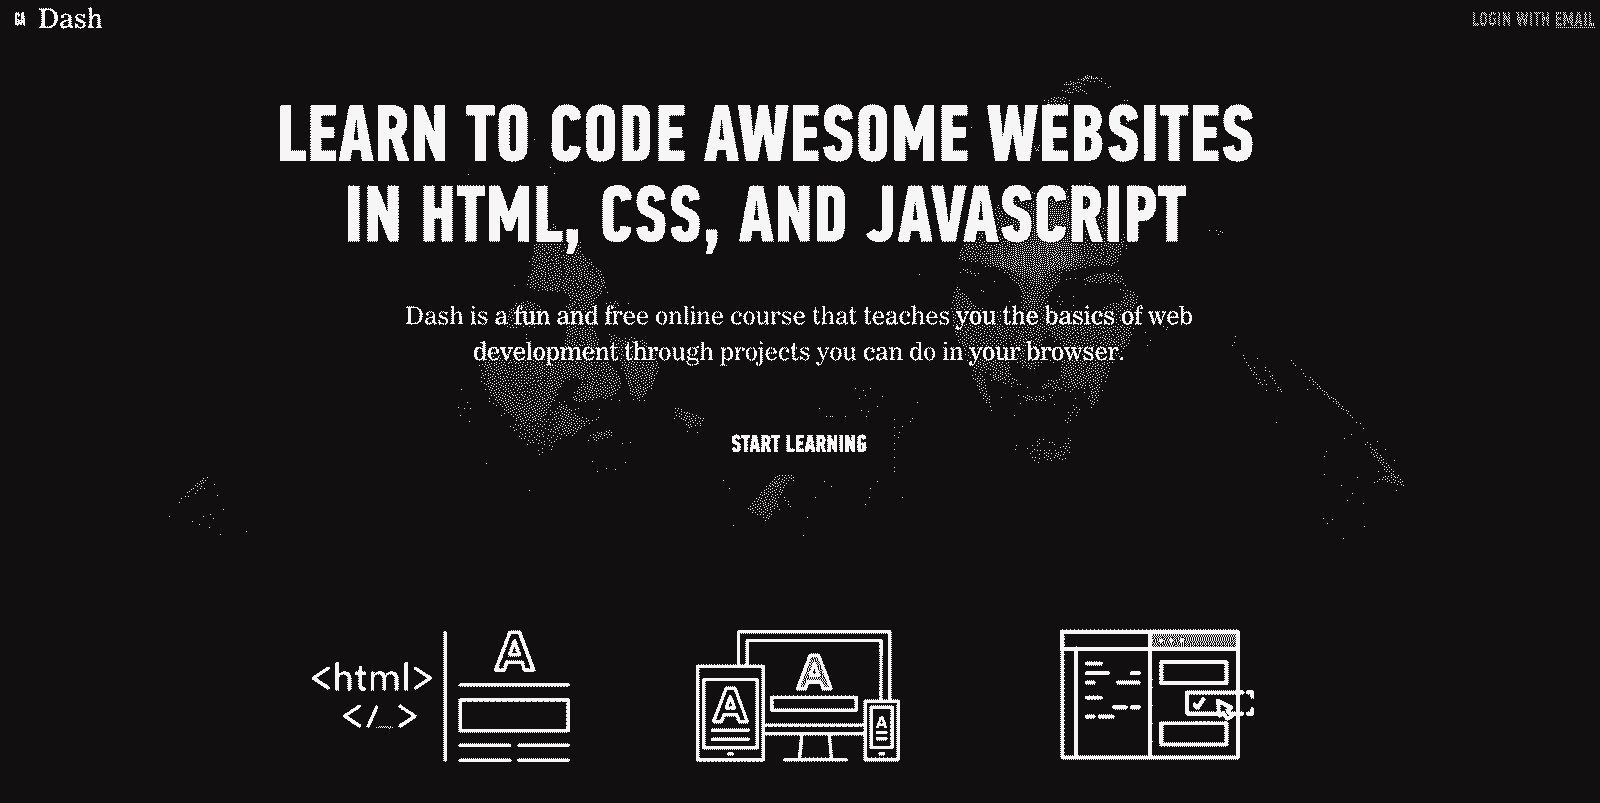 GA Dash
LOGIN WITH EMAIL
LEARN TO CODE AWESOME WEBSITES
IN HTML, CSS, AND JAVASCRIPT
Dash is a fun and free online course that teaches you the basics of web
development through projects you can do in your browser.
START LEARNING
A
<html>
</_>
A
A
A